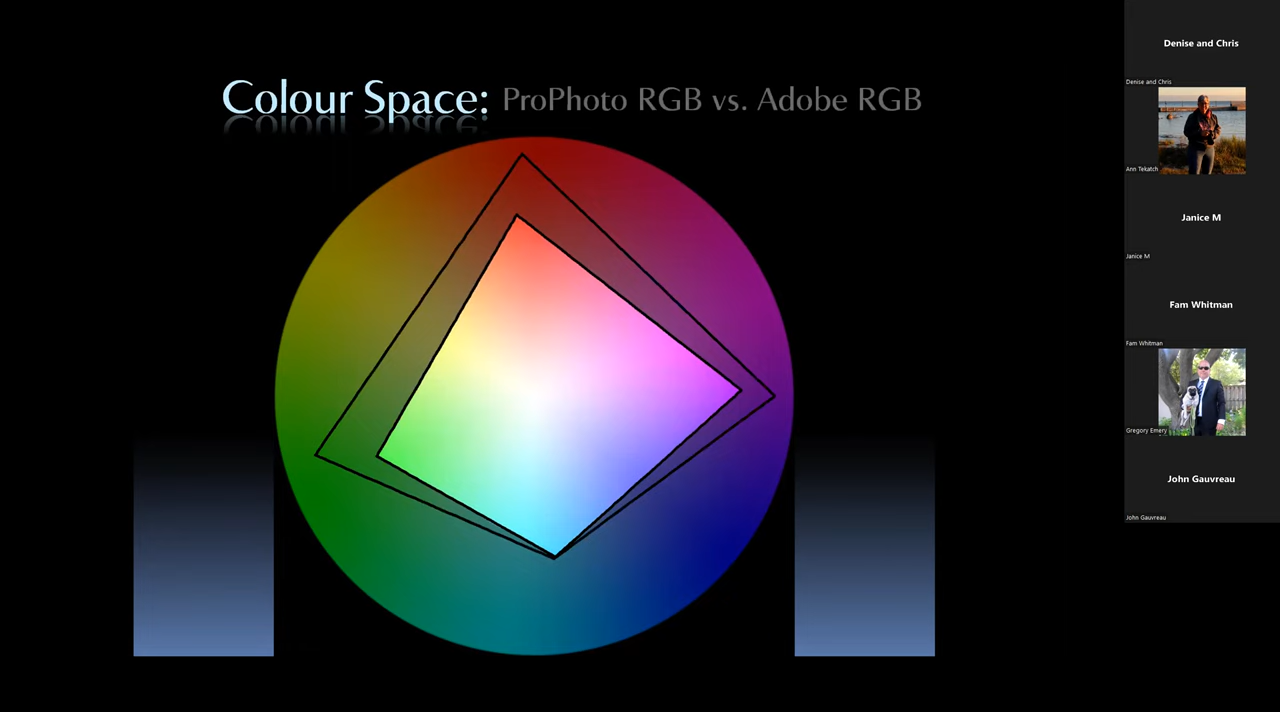 Colour Space: ProPhoto RGB vs. Adobe RGB
Denise and Chris
Denise and Chris
Ann Tekatch
Janice M
Janice M
Fam Whitman
Fam Whitman
Gregory Emery
John Gauvreau
John Gauvreau